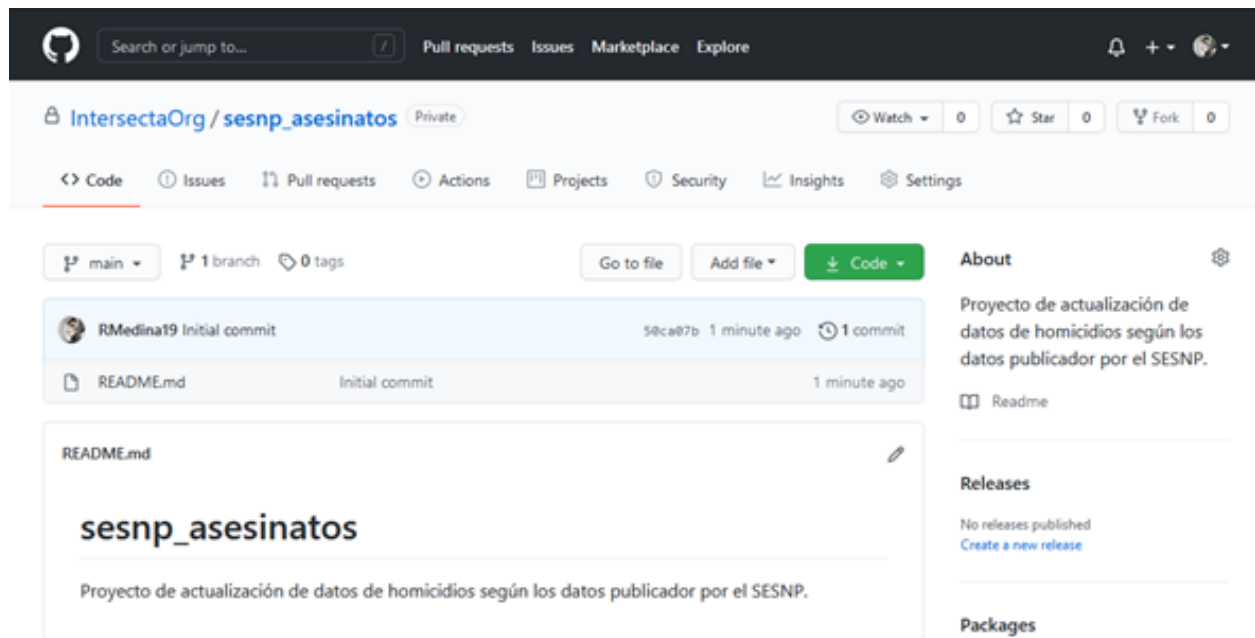 Search or jump to... /
Pull requests Issues Marketplace Explore
IntersectaOrg / sesnp_asesinatos Private
Watch 0 Star 0 Fork 0
Code Issues Pull requests Actions Projects Security Insights Settings
main 1 branch 0 tags
Go to file Add file Code
RMedina19 Initial commit 50ca07b 1 minute ago 1 commit
README.md Initial commit 1 minute ago
README.md
sesnp_asesinatos
Proyecto de actualización de datos de homicidios según los datos publicador por el SESNP.
About
Proyecto de actualización de
datos de homicidios según los
datos publicador por el SESNP.
Readme
Releases
No releases published
Create a new release
Packages